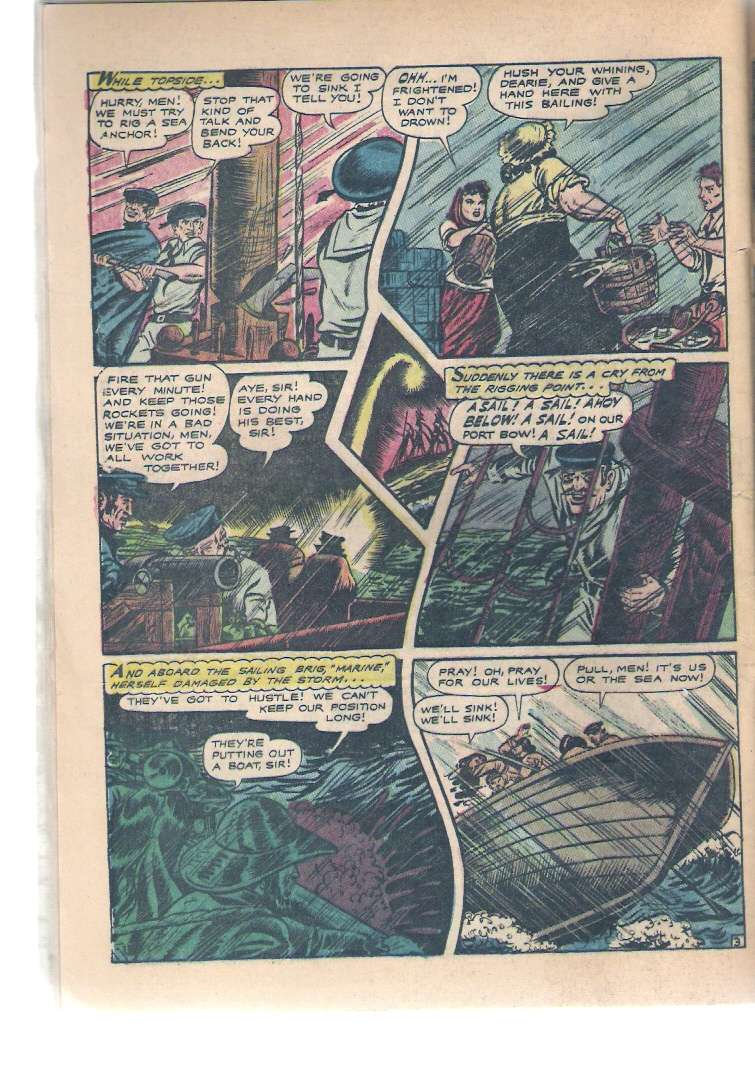 WHILE TOPSIDE...
HURRY, MEN!
WE MUST TRY
TO RIG A SEA
ANCHOR!
STOP THAT
KIND OF
TALK AND
BEND YOUR
BACK!
WE'RE GOING
TO SINK I
TELL YOU!
OHH... I'M
FRIGHTENED!
I DON'T
WANT TO
DROWN!
HUSH YOUR WHINING,
DEARIE, AND GIVE A
HAND HERE WITH
THIS BAILING!
FIRE THAT GUN
EVERY MINUTE!
AND KEEP THOSE
ROCKETS GOING!
WE'RE IN A BAD
SITUATION, MEN,
WE'VE GOT TO
ALL WORK
TOGETHER!
AYE, SIR!
EVERY HAND
IS DOING
HIS BEST,
SIR!
SUDDENLY THERE IS A CRY FROM
THE RIGGING POINT....
A SAIL! A SAIL! AHOY
BELOW! A SAIL! ON OUR
PORT BOW! A SAIL!
AND ABOARD THE SAILING BRIG, "MARINE,"
HERSELF DAMAGED BY THE STORM...
THEY'VE GOT TO HUSTLE! WE CAN'T
KEEP OUR POSITION
LONG!
THEY'RE
PUTTING OUT
A BOAT, SIR!
PRAY! OH, PRAY
FOR OUR LIVES!
PULL, MEN! IT'S US
OR THE SEA NOW!
WE'LL SINK!
WE'LL SINK!
3